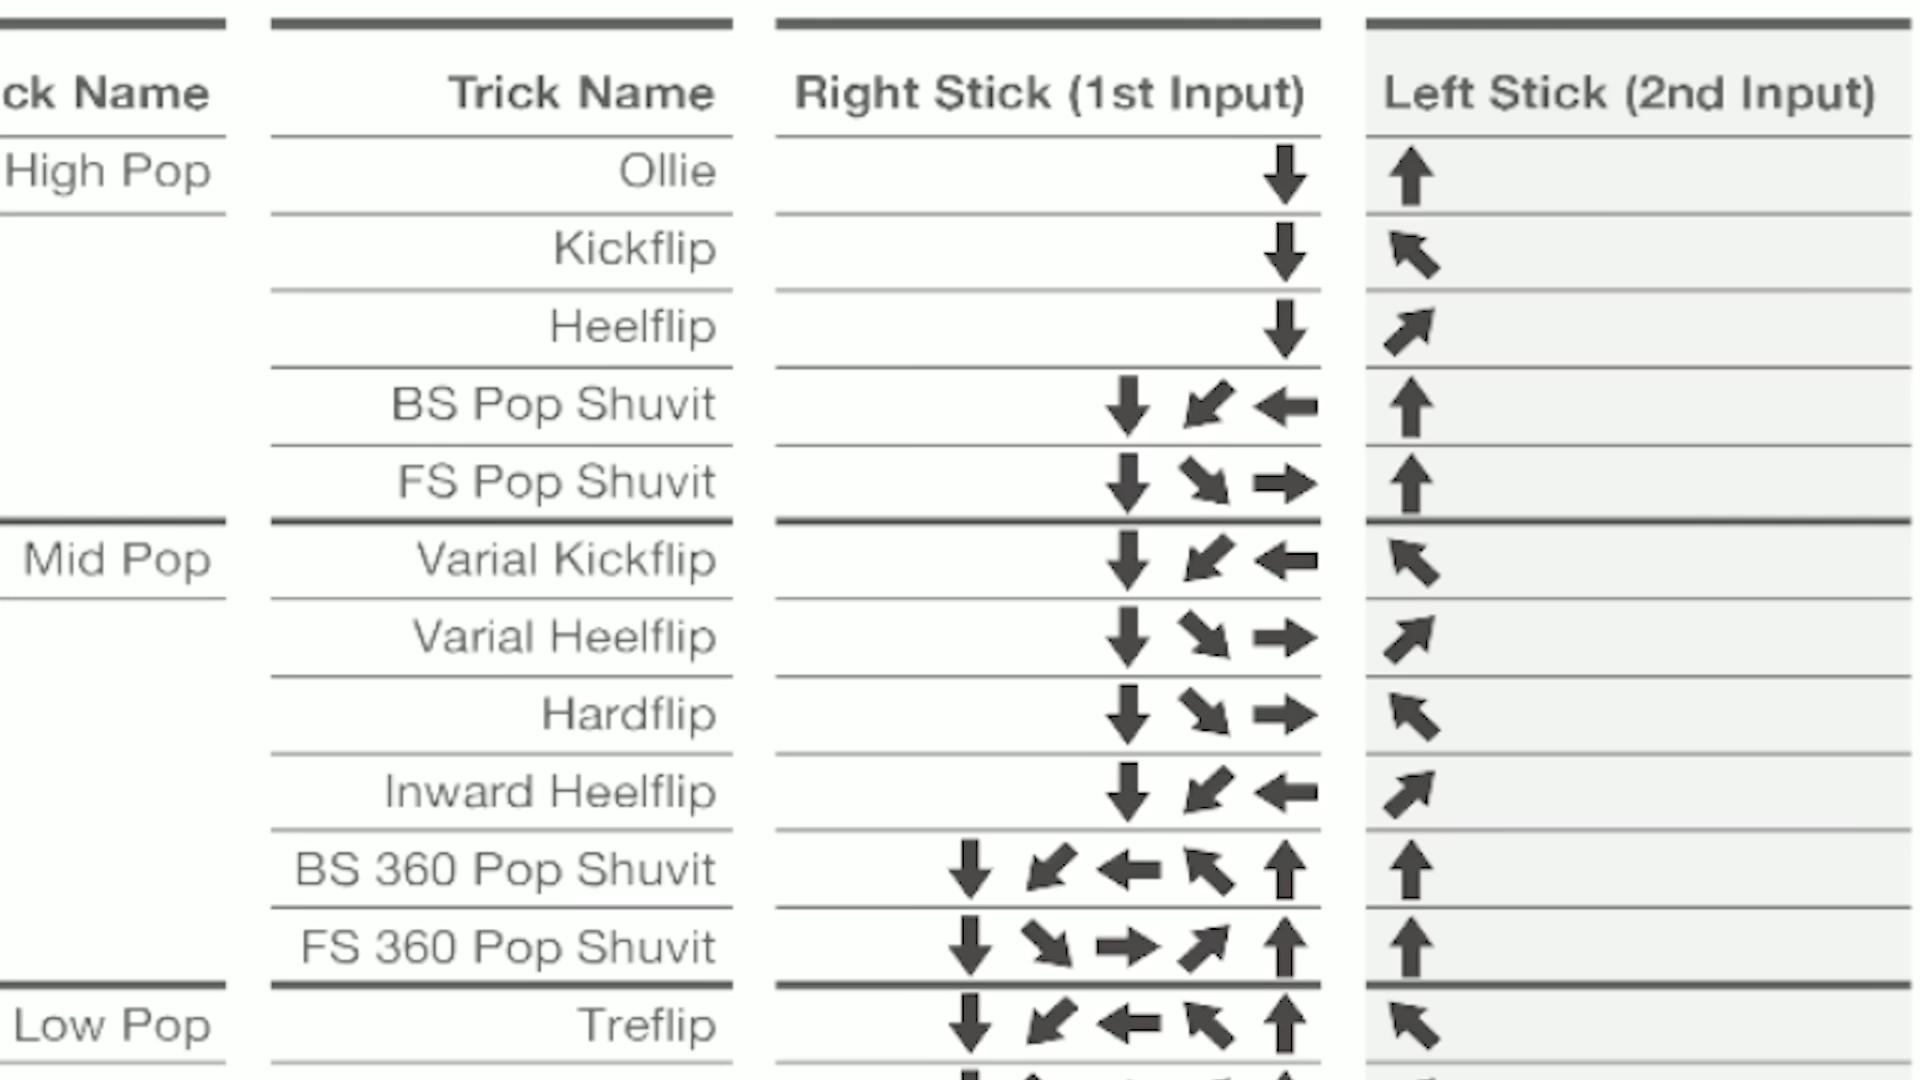 ck Name Trick Name Right Stick (1st Input) Left Stick (2nd Input)
High Pop Ollie ⬇ ⬆
Kickflip ⬇ ⬉
Heelflip ⬇ ⬈
BS Pop Shuvit ⬇ ⬋ ⬅ ⬆
FS Pop Shuvit ⬇ ⬊ ➡ ⬆
Mid Pop Varial Kickflip ⬇ ⬋ ⬅ ⬉
Varial Heelflip ⬇ ⬊ ➡ ⬈
Hardflip ⬇ ⬊ ➡ ⬉
Inward Heelflip ⬇ ⬋ ⬅ ⬈
BS 360 Pop Shuvit ⬇ ⬋ ⬅ ⬉ ⬆ ⬆
FS 360 Pop Shuvit ⬇ ⬊ ➡ ⬈ ⬆ ⬆
Low Pop Treflip ⬇ ⬋ ⬅ ⬉ ⬆ ⬉